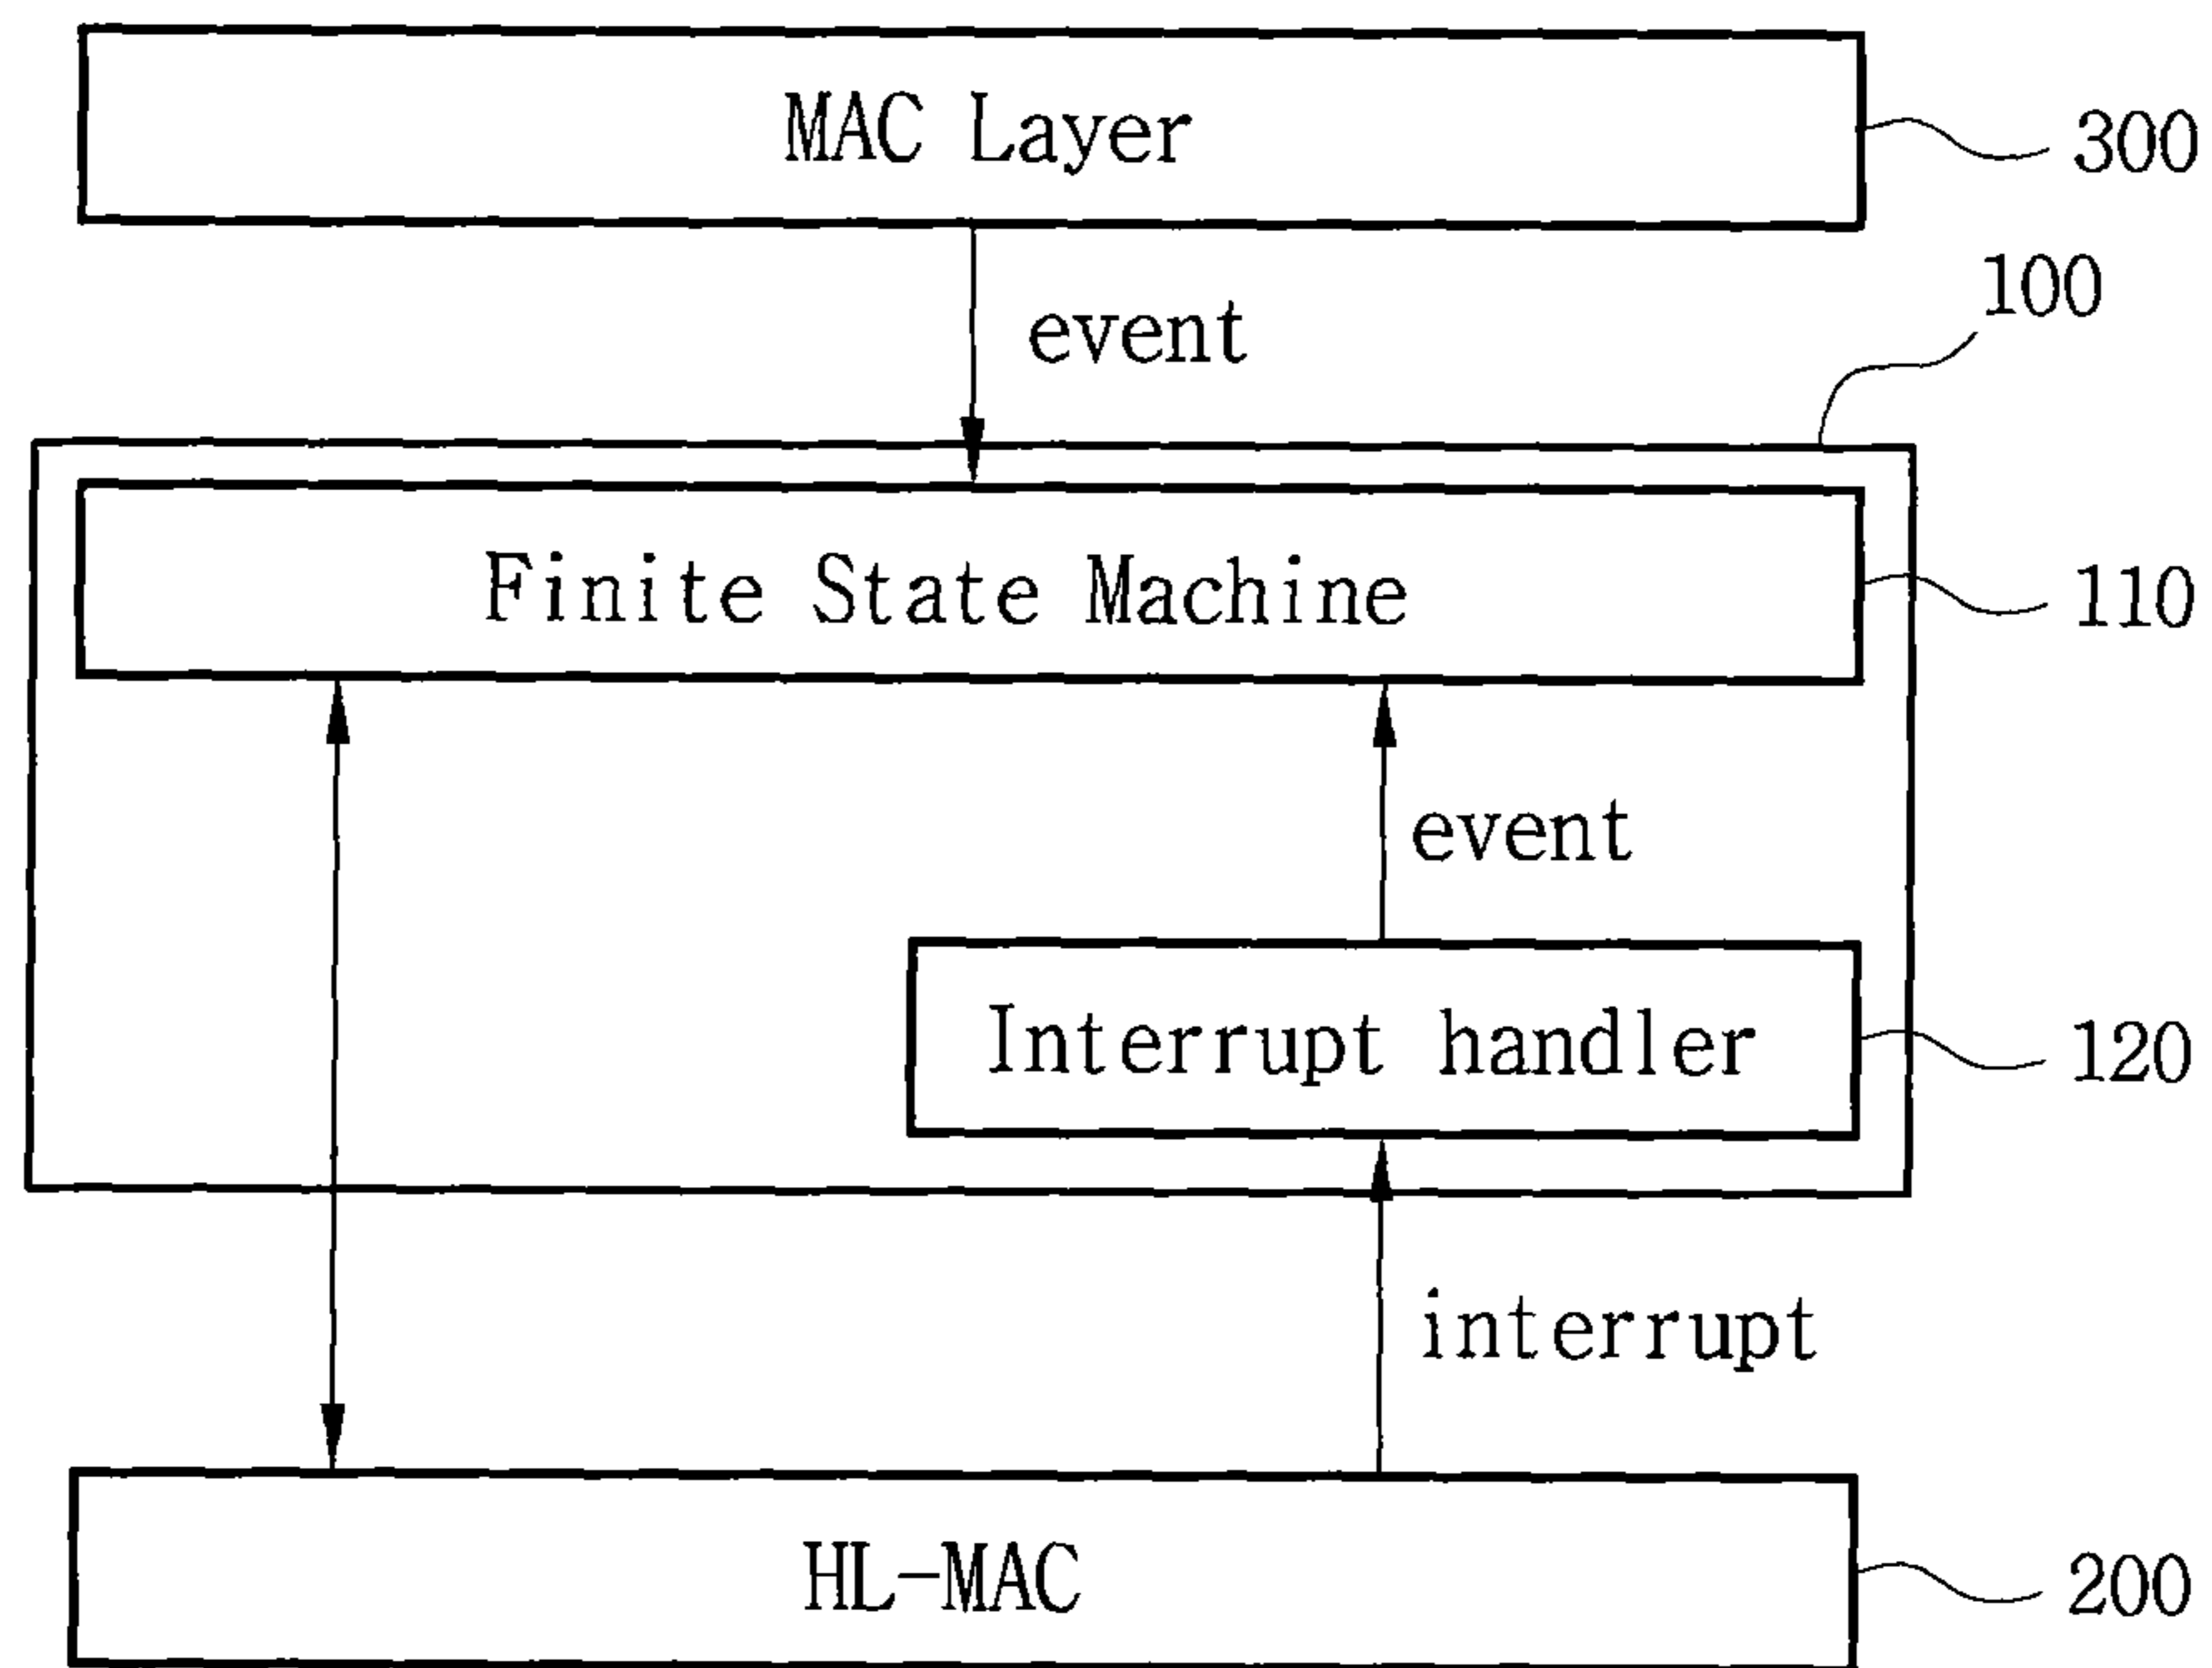 MAC Layer
300
100
event
Finite State Machine
110
event
Interrupt handler
120
interrupt
HL-MAC
200